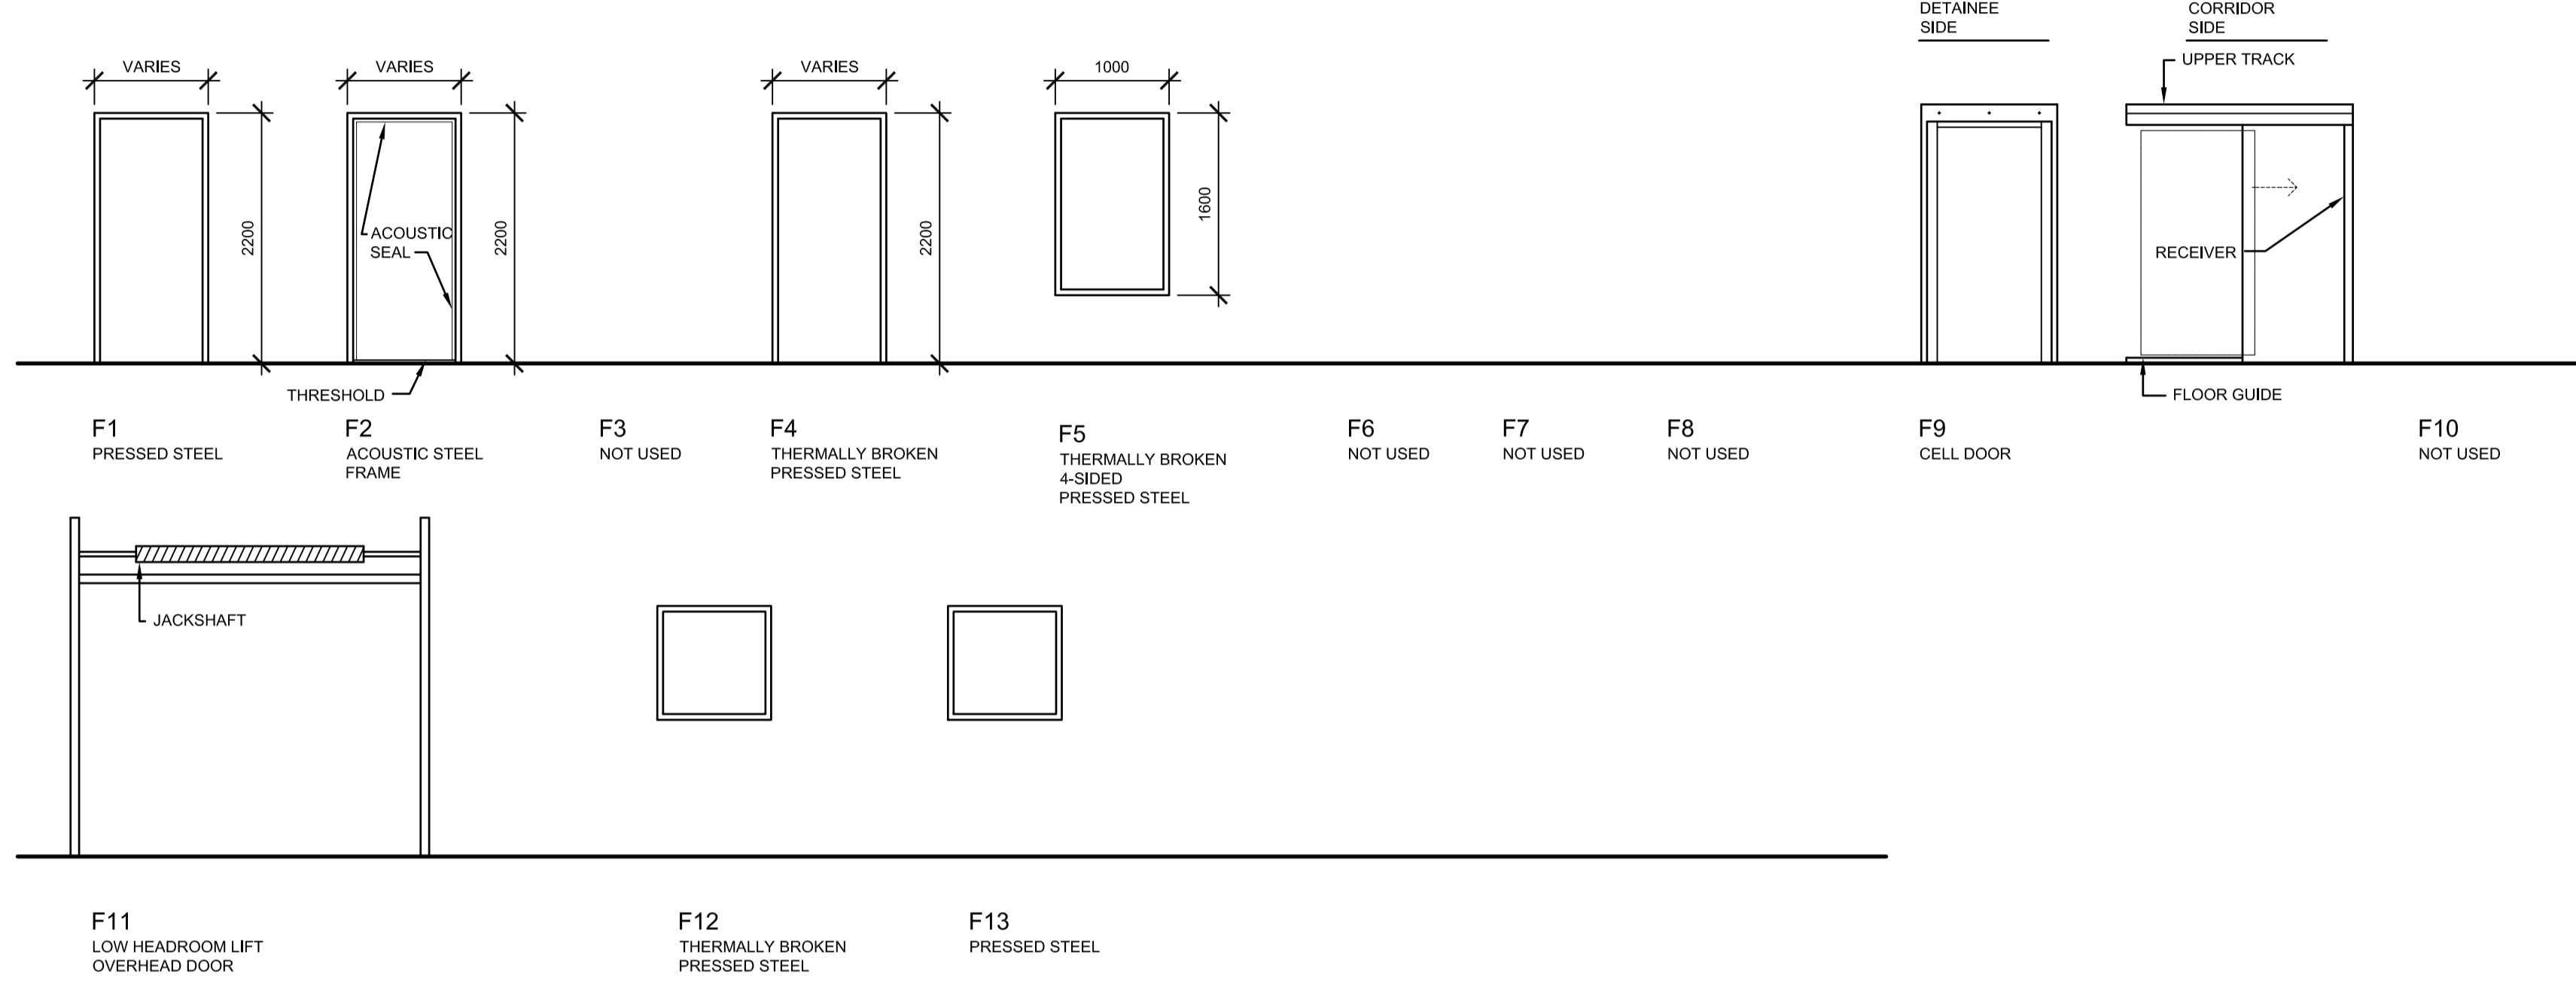 DETAINEE
SIDE
CORRIDOR
SIDE
VARIES
VARIES
VARIES
1000
UPPER TRACK
2200
ACOUSTIC
SEAL
2200
2200
1600
RECEIVER
THRESHOLD
FLOOR GUIDE
F1
PRESSED STEEL
F2
ACOUSTIC STEEL
FRAME
F3
NOT USED
F4
THERMALLY BROKEN
PRESSED STEEL
F5
THERMALLY BROKEN
4-SIDED
PRESSED STEEL
F6
NOT USED
F7
NOT USED
F8
NOT USED
F9
CELL DOOR
F10
NOT USED
JACKSHAFT
F11
LOW HEADROOM LIFT
OVERHEAD DOOR
F12
THERMALLY BROKEN
PRESSED STEEL
F13
PRESSED STEEL